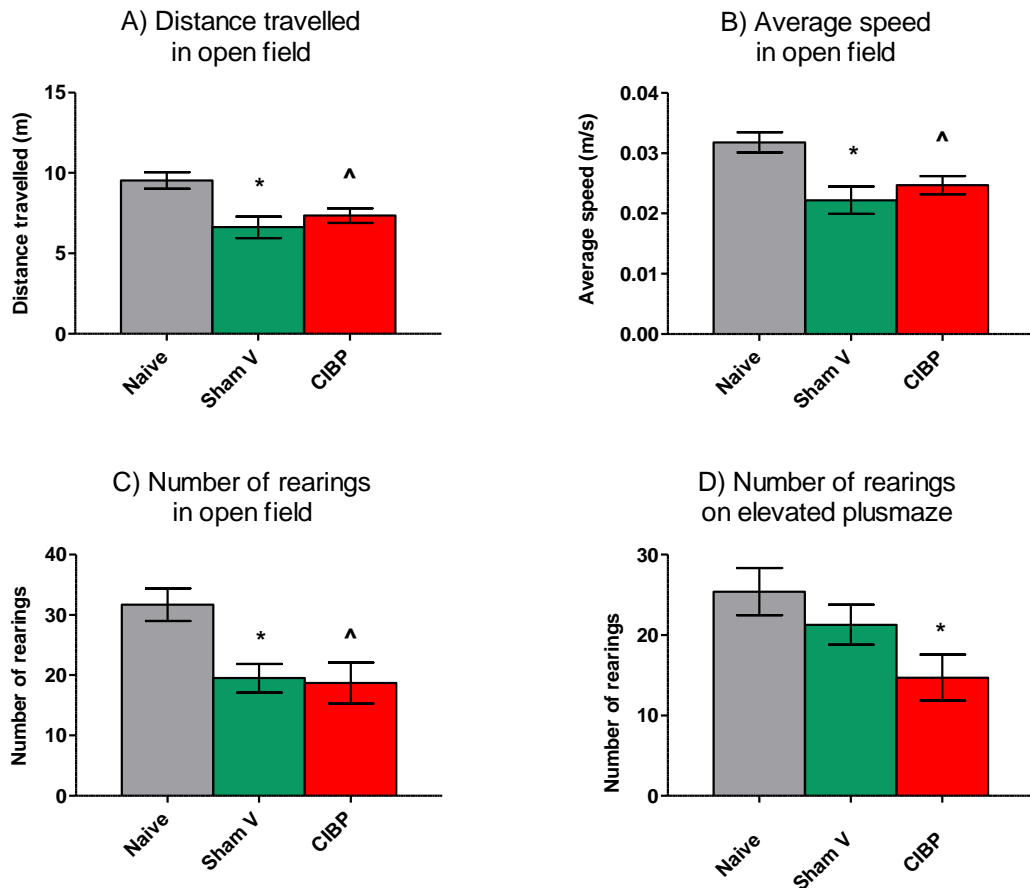 A) Distance travelled
in open field
15
10
5
0
Distance travelled (m)
*
^
Naive
Sham V
CIBP
B) Average speed
in open field
0.04
0.03
0.02
0.01
0.00
Average speed (m/s)
*
^
Naive
Sham V
CIBP
C) Number of rearings
in open field
40
30
20
10
0
Number of rearings
*
^
Naive
Sham V
CIBP
D) Number of rearings
on elevated plusmaze
30
20
10
0
Number of rearings
*
Naive
Sham V
CIBP